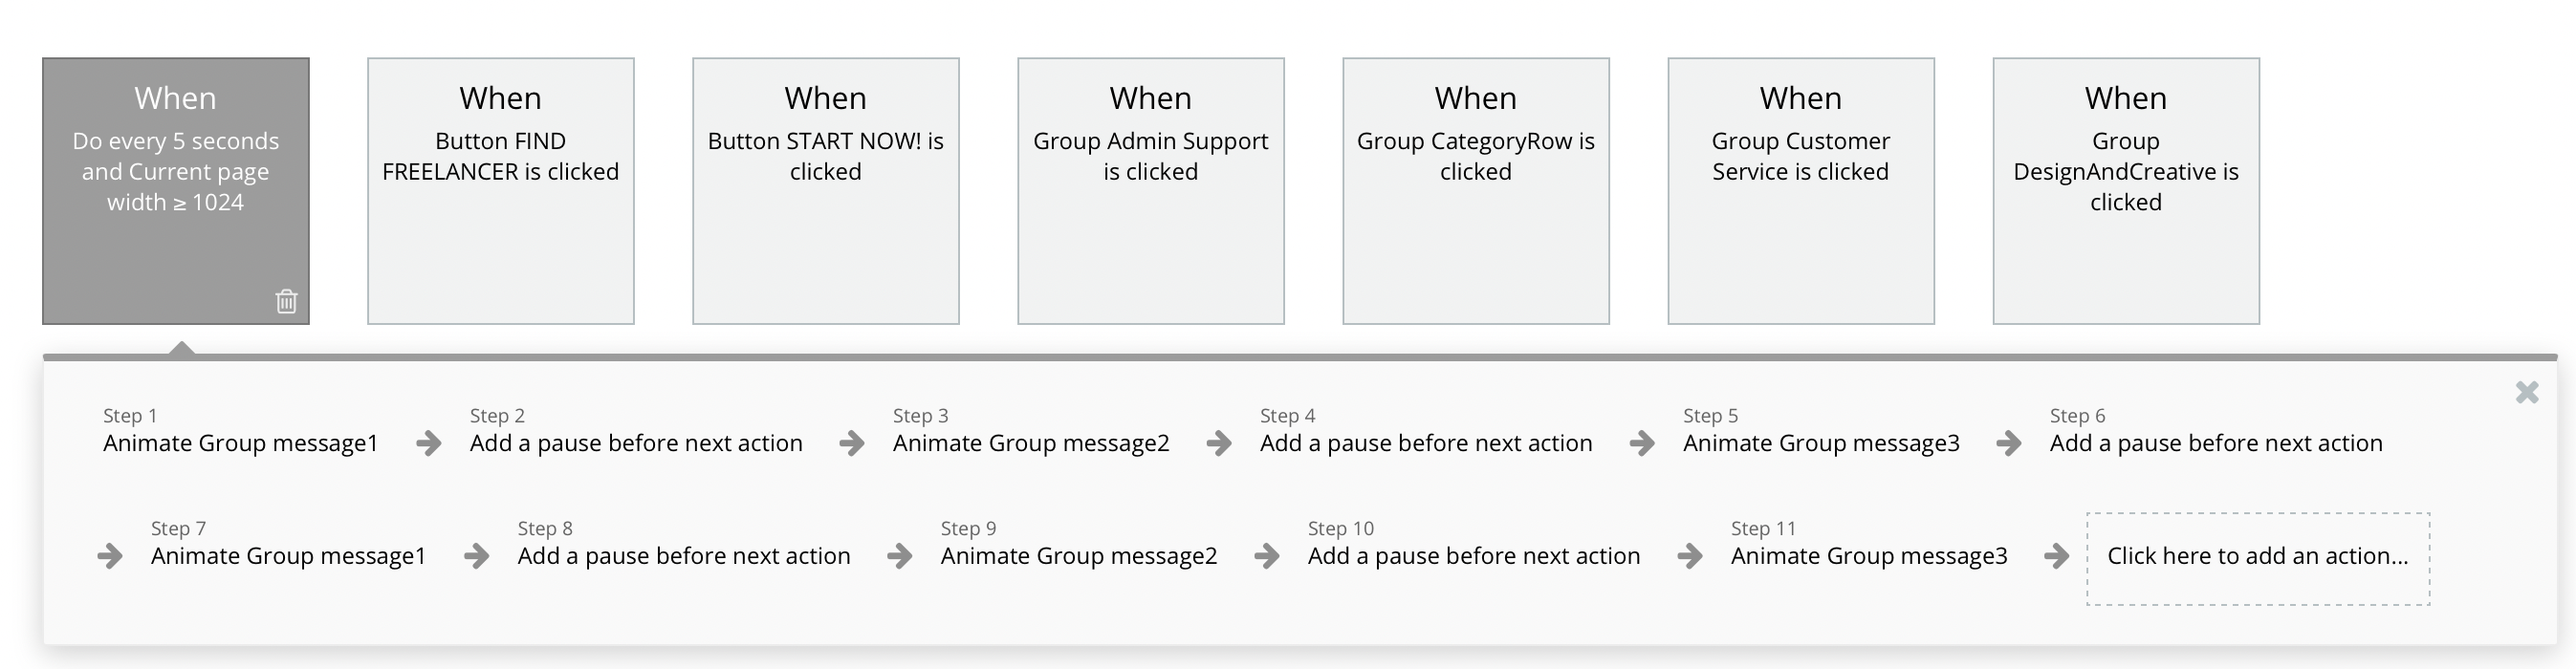 When
Do every 5 seconds
and Current page
width ≥ 1024
When
Button FIND
FREELANCER is clicked
When
Button START NOW! is
clicked
When
Group Admin Support
is clicked
When
Group CategoryRow is
clicked
When
Group Customer
Service is clicked
When
Group
DesignAndCreative is
clicked
Step 1
Animate Group message1
Step 2
Add a pause before next action
Step 3
Animate Group message2
Step 4
Add a pause before next action
Step 5
Animate Group message3
Step 6
Add a pause before next action
Step 7
Animate Group message1
Step 8
Add a pause before next action
Step 9
Animate Group message2
Step 10
Add a pause before next action
Step 11
Animate Group message3
Click here to add an action...